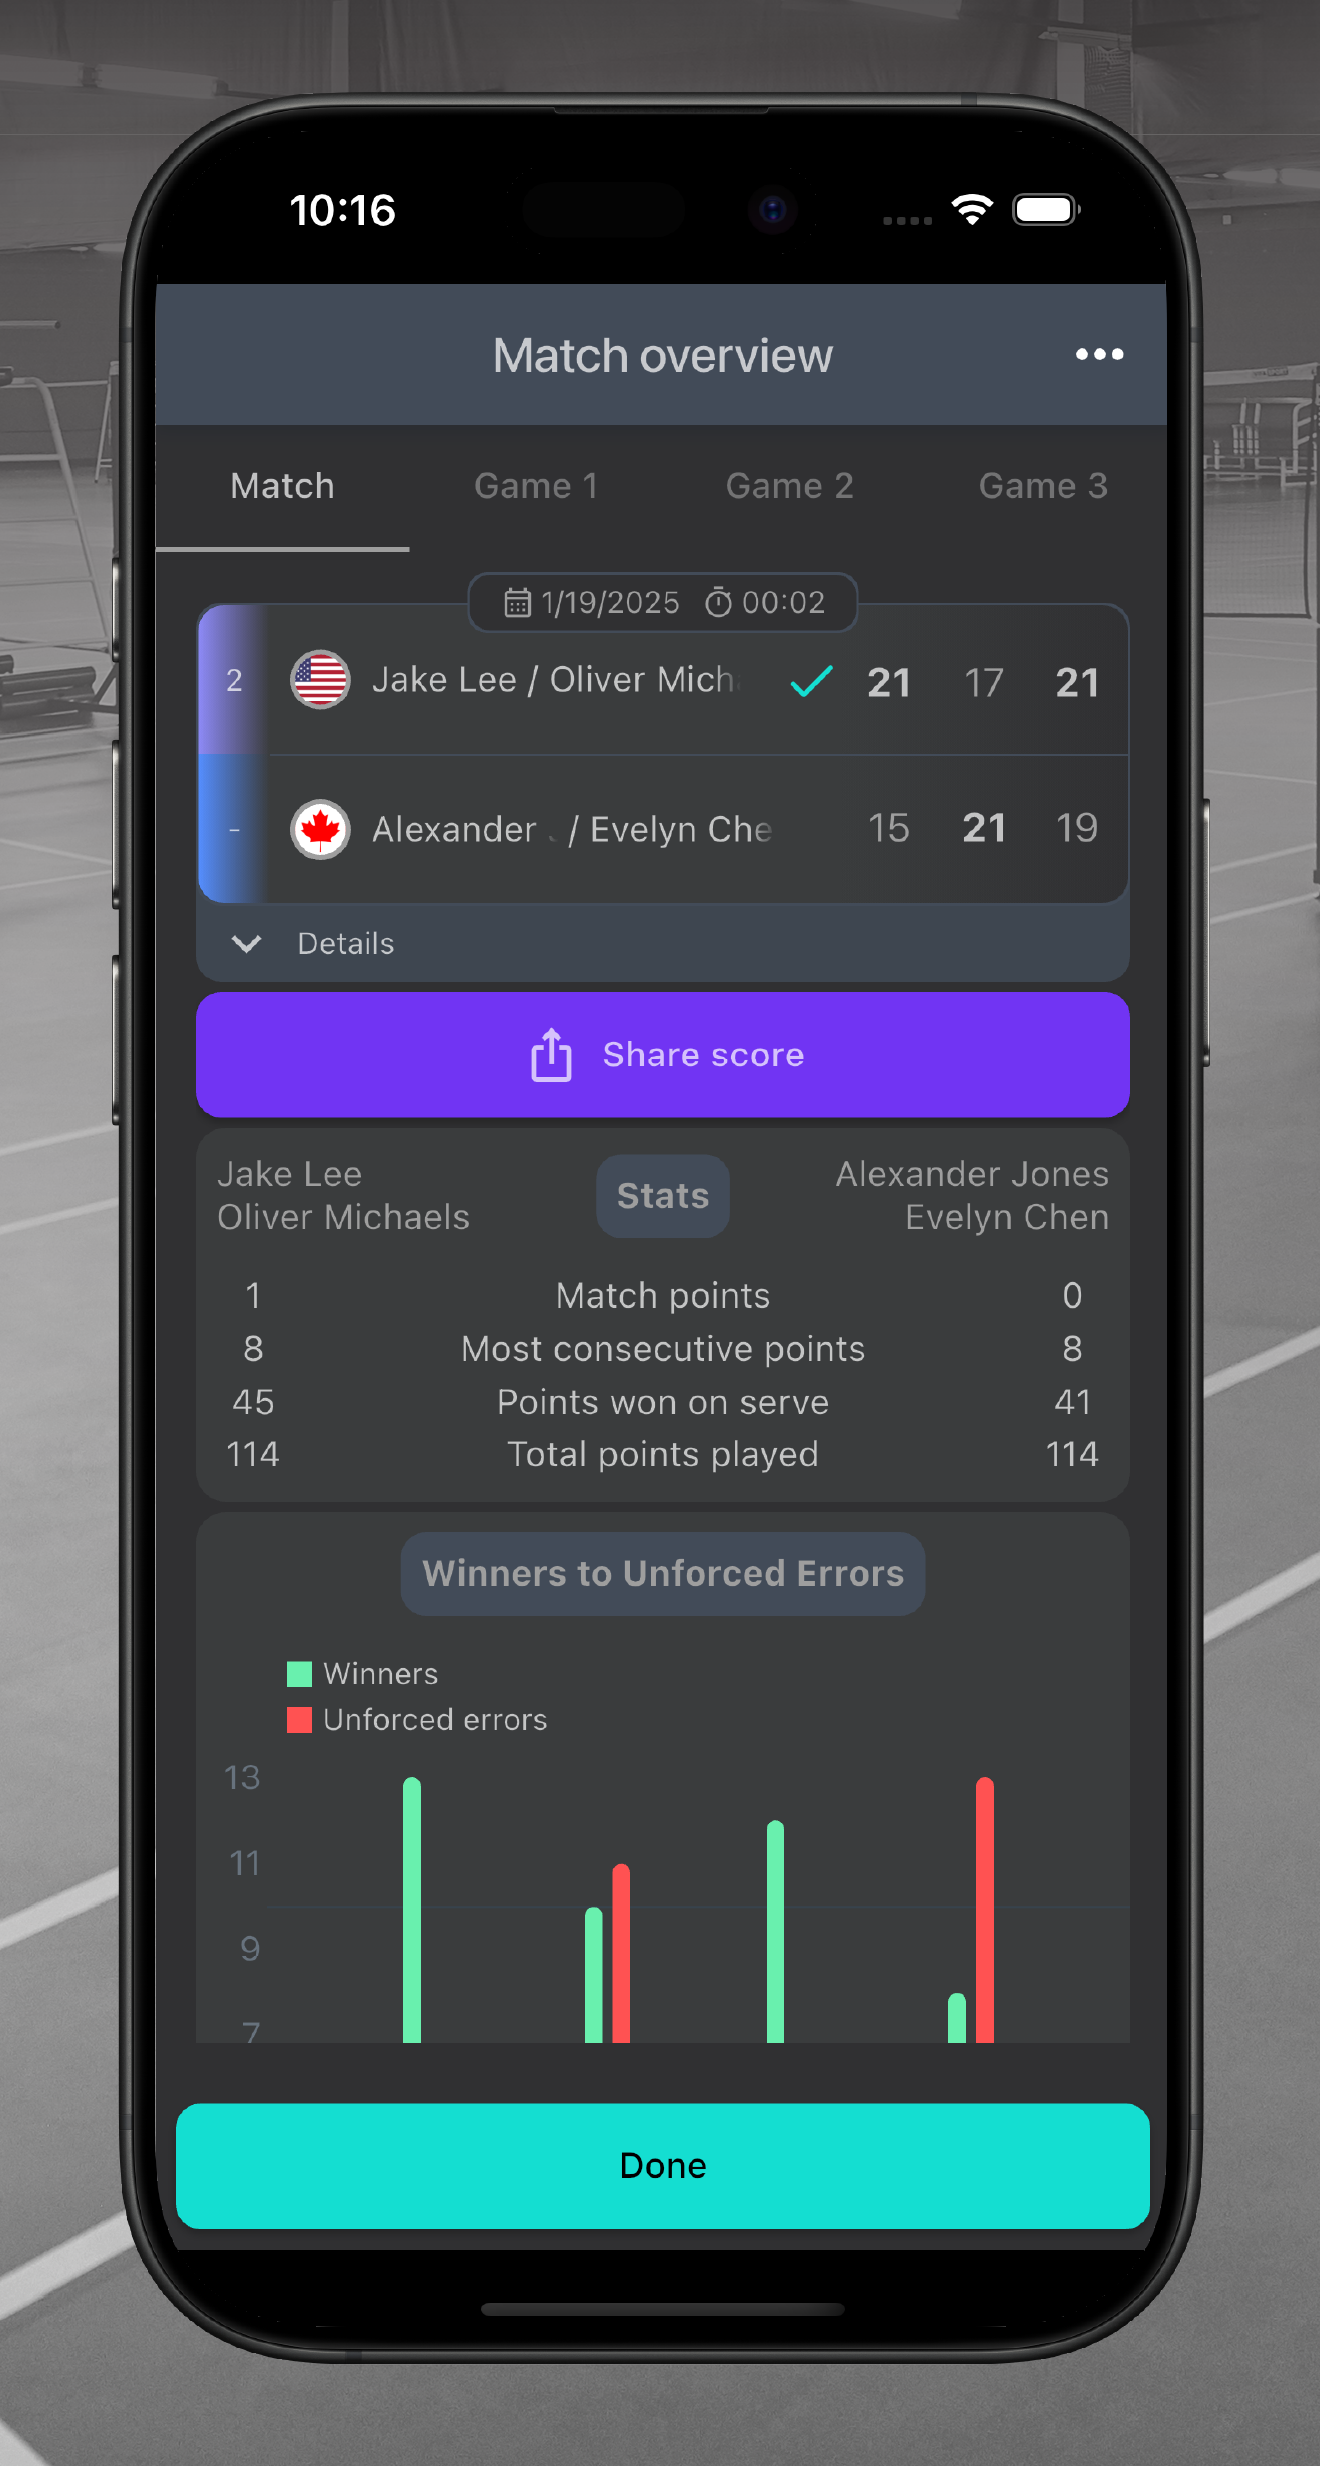 10:16
Match overview
Match Game 1 Game 2 Game 3
1/19/2025 00:02
2 Jake Lee / Oliver Mich 21 17 21
- Alexander / Evelyn Che 15 21 19
Details
Share score
Jake Lee Stats Alexander Jones
Oliver Michaels Evelyn Chen
1 Match points 0
8 Most consecutive points 8
45 Points won on serve 41
114 Total points played 114
Winners to Unforced Errors
Winners
Unforced errors
13
11
9
7
Done